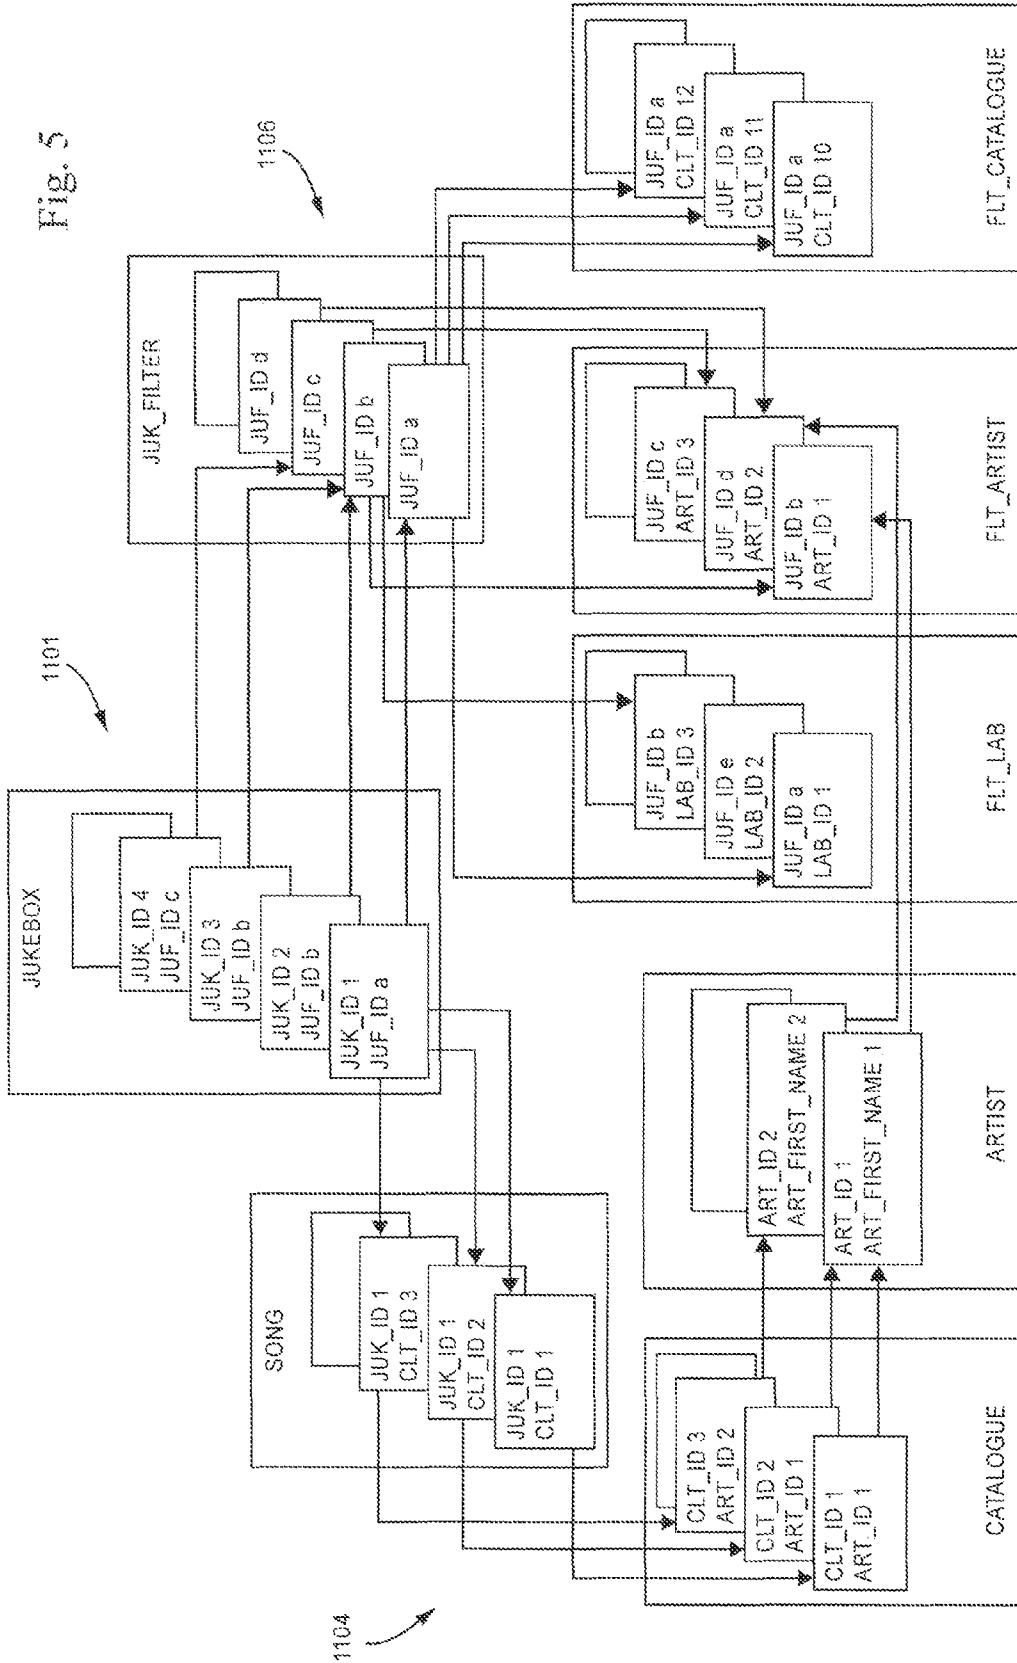 Fig. 5
1101
1106
1104
JUKEBOX
JUK_ID 4
JUF_ID c
JUK_ID 3
JUF_ID b
JUK_ID 2
JUF_ID b
JUK_ID 1
JUF_ID a
JUK_FILTER
JUF_ID d
JUF_ID c
JUF_ID b
JUF_ID a
SONG
JUK_ID 1
CLT_ID 3
JUK_ID 1
CLT_ID 2
JUK_ID 1
CLT_ID 1
CLT_ID 3
ART_ID 2
CLT_ID 2
ART_ID 1
CLT_ID 1
ART_ID 1
CATALOGUE
ART_ID 2
ART_FIRST_NAME 2
ART_ID 1
ART_FIRST_NAME 1
ARTIST
JUF_ID b
LAB_ID 3
JUF_ID e
LAB_ID 2
JUF_ID a
LAB_ID 1
FLT_LAB
JUF_ID c
ART_ID 3
JUF_ID d
ART_ID 2
JUF_ID b
ART_ID 1
FLT_ARTIST
JUF_ID a
CLT_ID 12
JUF_ID a
CLT_ID 11
JUF_ID a
CLT_ID 10
FLT_CATALOGUE